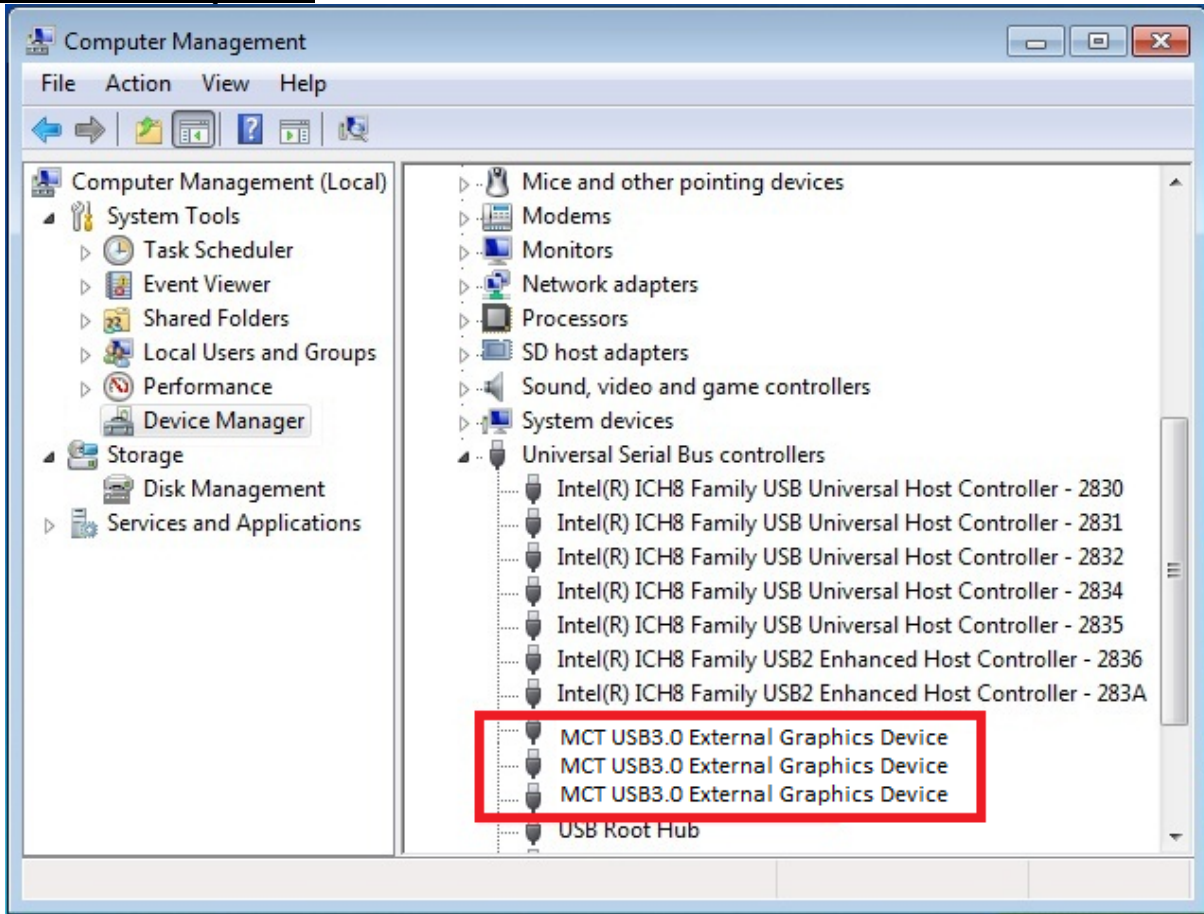 Computer Management
File Action View Help
Computer Management (Local)
System Tools
Task Scheduler
Event Viewer
Shared Folders
Local Users and Groups
Performance
Device Manager
Storage
Disk Management
Services and Applications
Mice and other pointing devices
Modems
Monitors
Network adapters
Processors
SD host adapters
Sound, video and game controllers
System devices
Universal Serial Bus controllers
Intel(R) ICH8 Family USB Universal Host Controller - 2830
Intel(R) ICH8 Family USB Universal Host Controller - 2831
Intel(R) ICH8 Family USB Universal Host Controller - 2832
Intel(R) ICH8 Family USB Universal Host Controller - 2834
Intel(R) ICH8 Family USB Universal Host Controller - 2835
Intel(R) ICH8 Family USB2 Enhanced Host Controller - 2836
Intel(R) ICH8 Family USB2 Enhanced Host Controller - 283A
MCT USB3.0 External Graphics Device
MCT USB3.0 External Graphics Device
MCT USB3.0 External Graphics Device
USB Root Hub